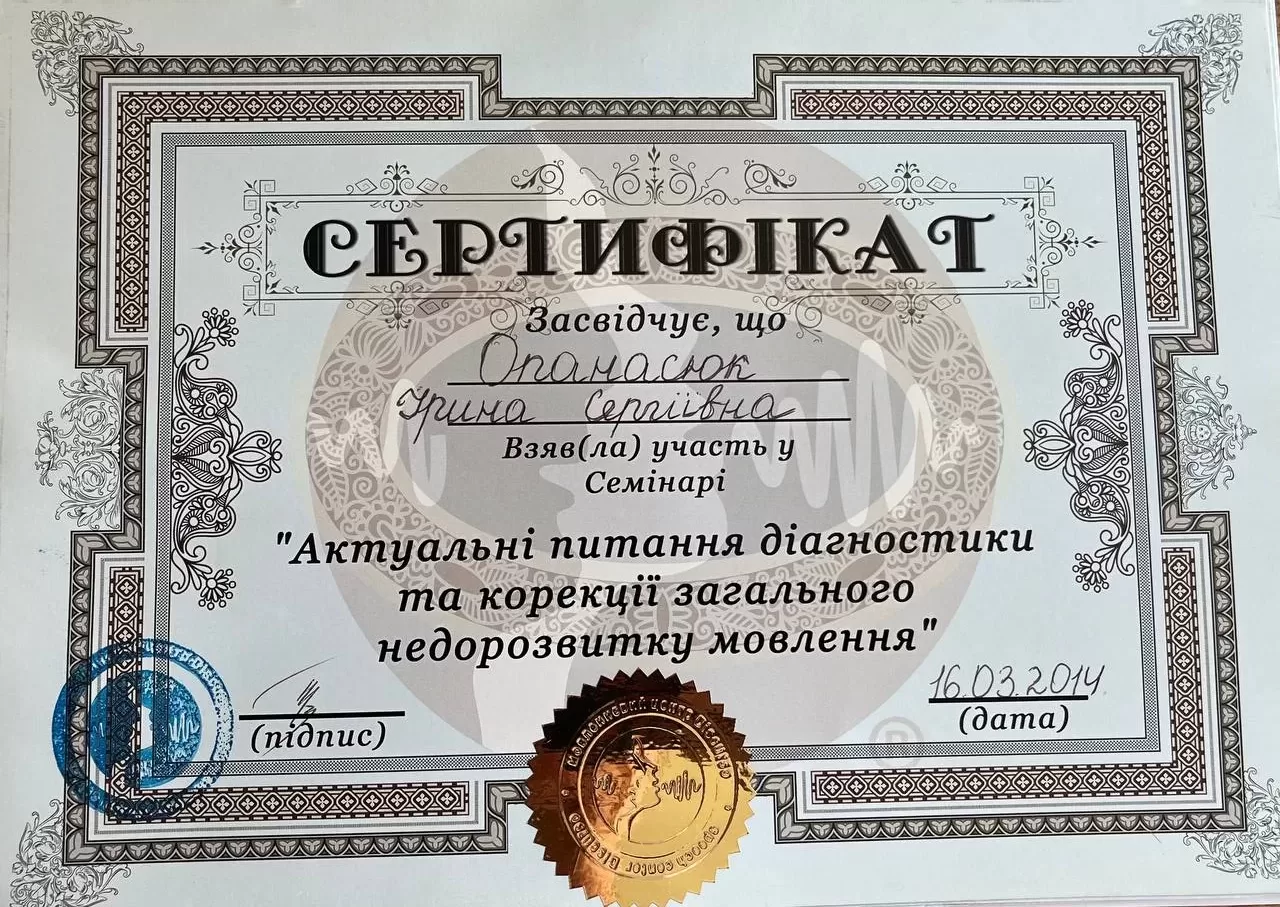 СЕРТИФІКАТ
Засвідчує, що
Опанасюк
Ірина Сергіївна
Взяв(ла) участь у
Семінарі
"Актуальні питання діагностики
та корекції загального
недорозвитку мовлення"
16.03.2014
(підпис)
(дата)
®